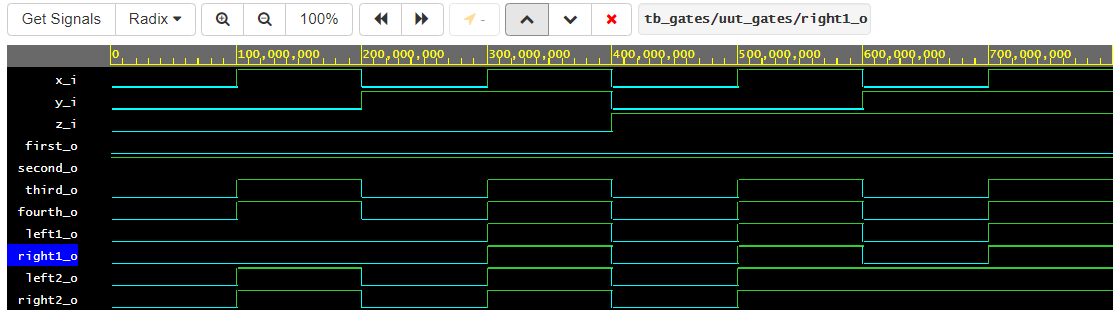 Get Signals Radix 100% - tb_gates/uut_gates/right1_o
0 100,000,000 200,000,000 300,000,000 400,000,000 500,000,000 600,000,000 700,000,000
x_i
y_i
z_i
first_o
second_o
third_o
fourth_o
left1_o
right1_o
left2_o
right2_o